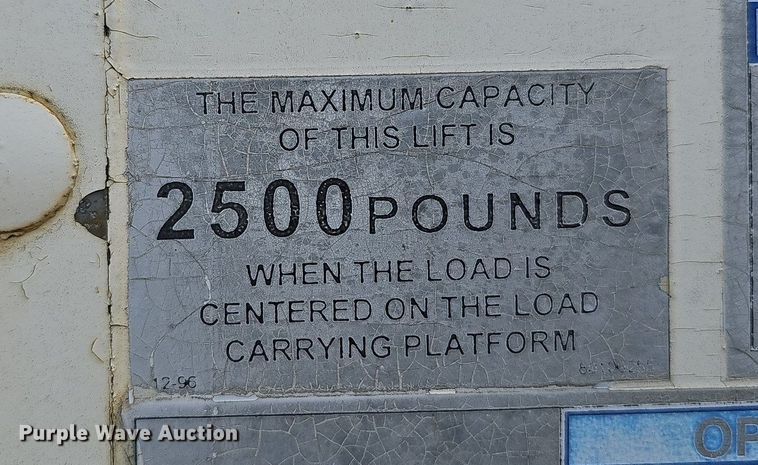 THE MAXIMUM CAPACITY
OF THIS LIFT IS
2500 POUNDS
WHEN THE LOAD IS
CENTERED ON THE LOAD
CARRYING PLATFORM
12-96
Purple Wave Auction
OP